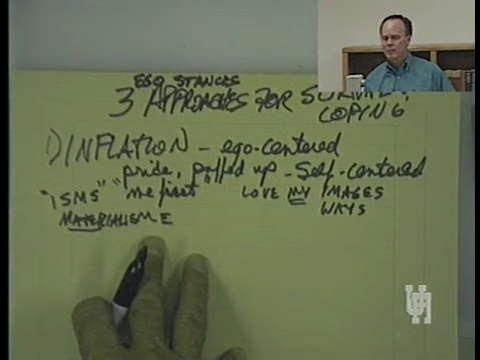 EGO STANCES
3 APPROACHES FOR SURVIVAL,
COPING
1) INFLATION - ego-centered
pride, puffed up - Self-centered
"ISMS" "me first" LOVE MY IMAGES
WAYS
UH